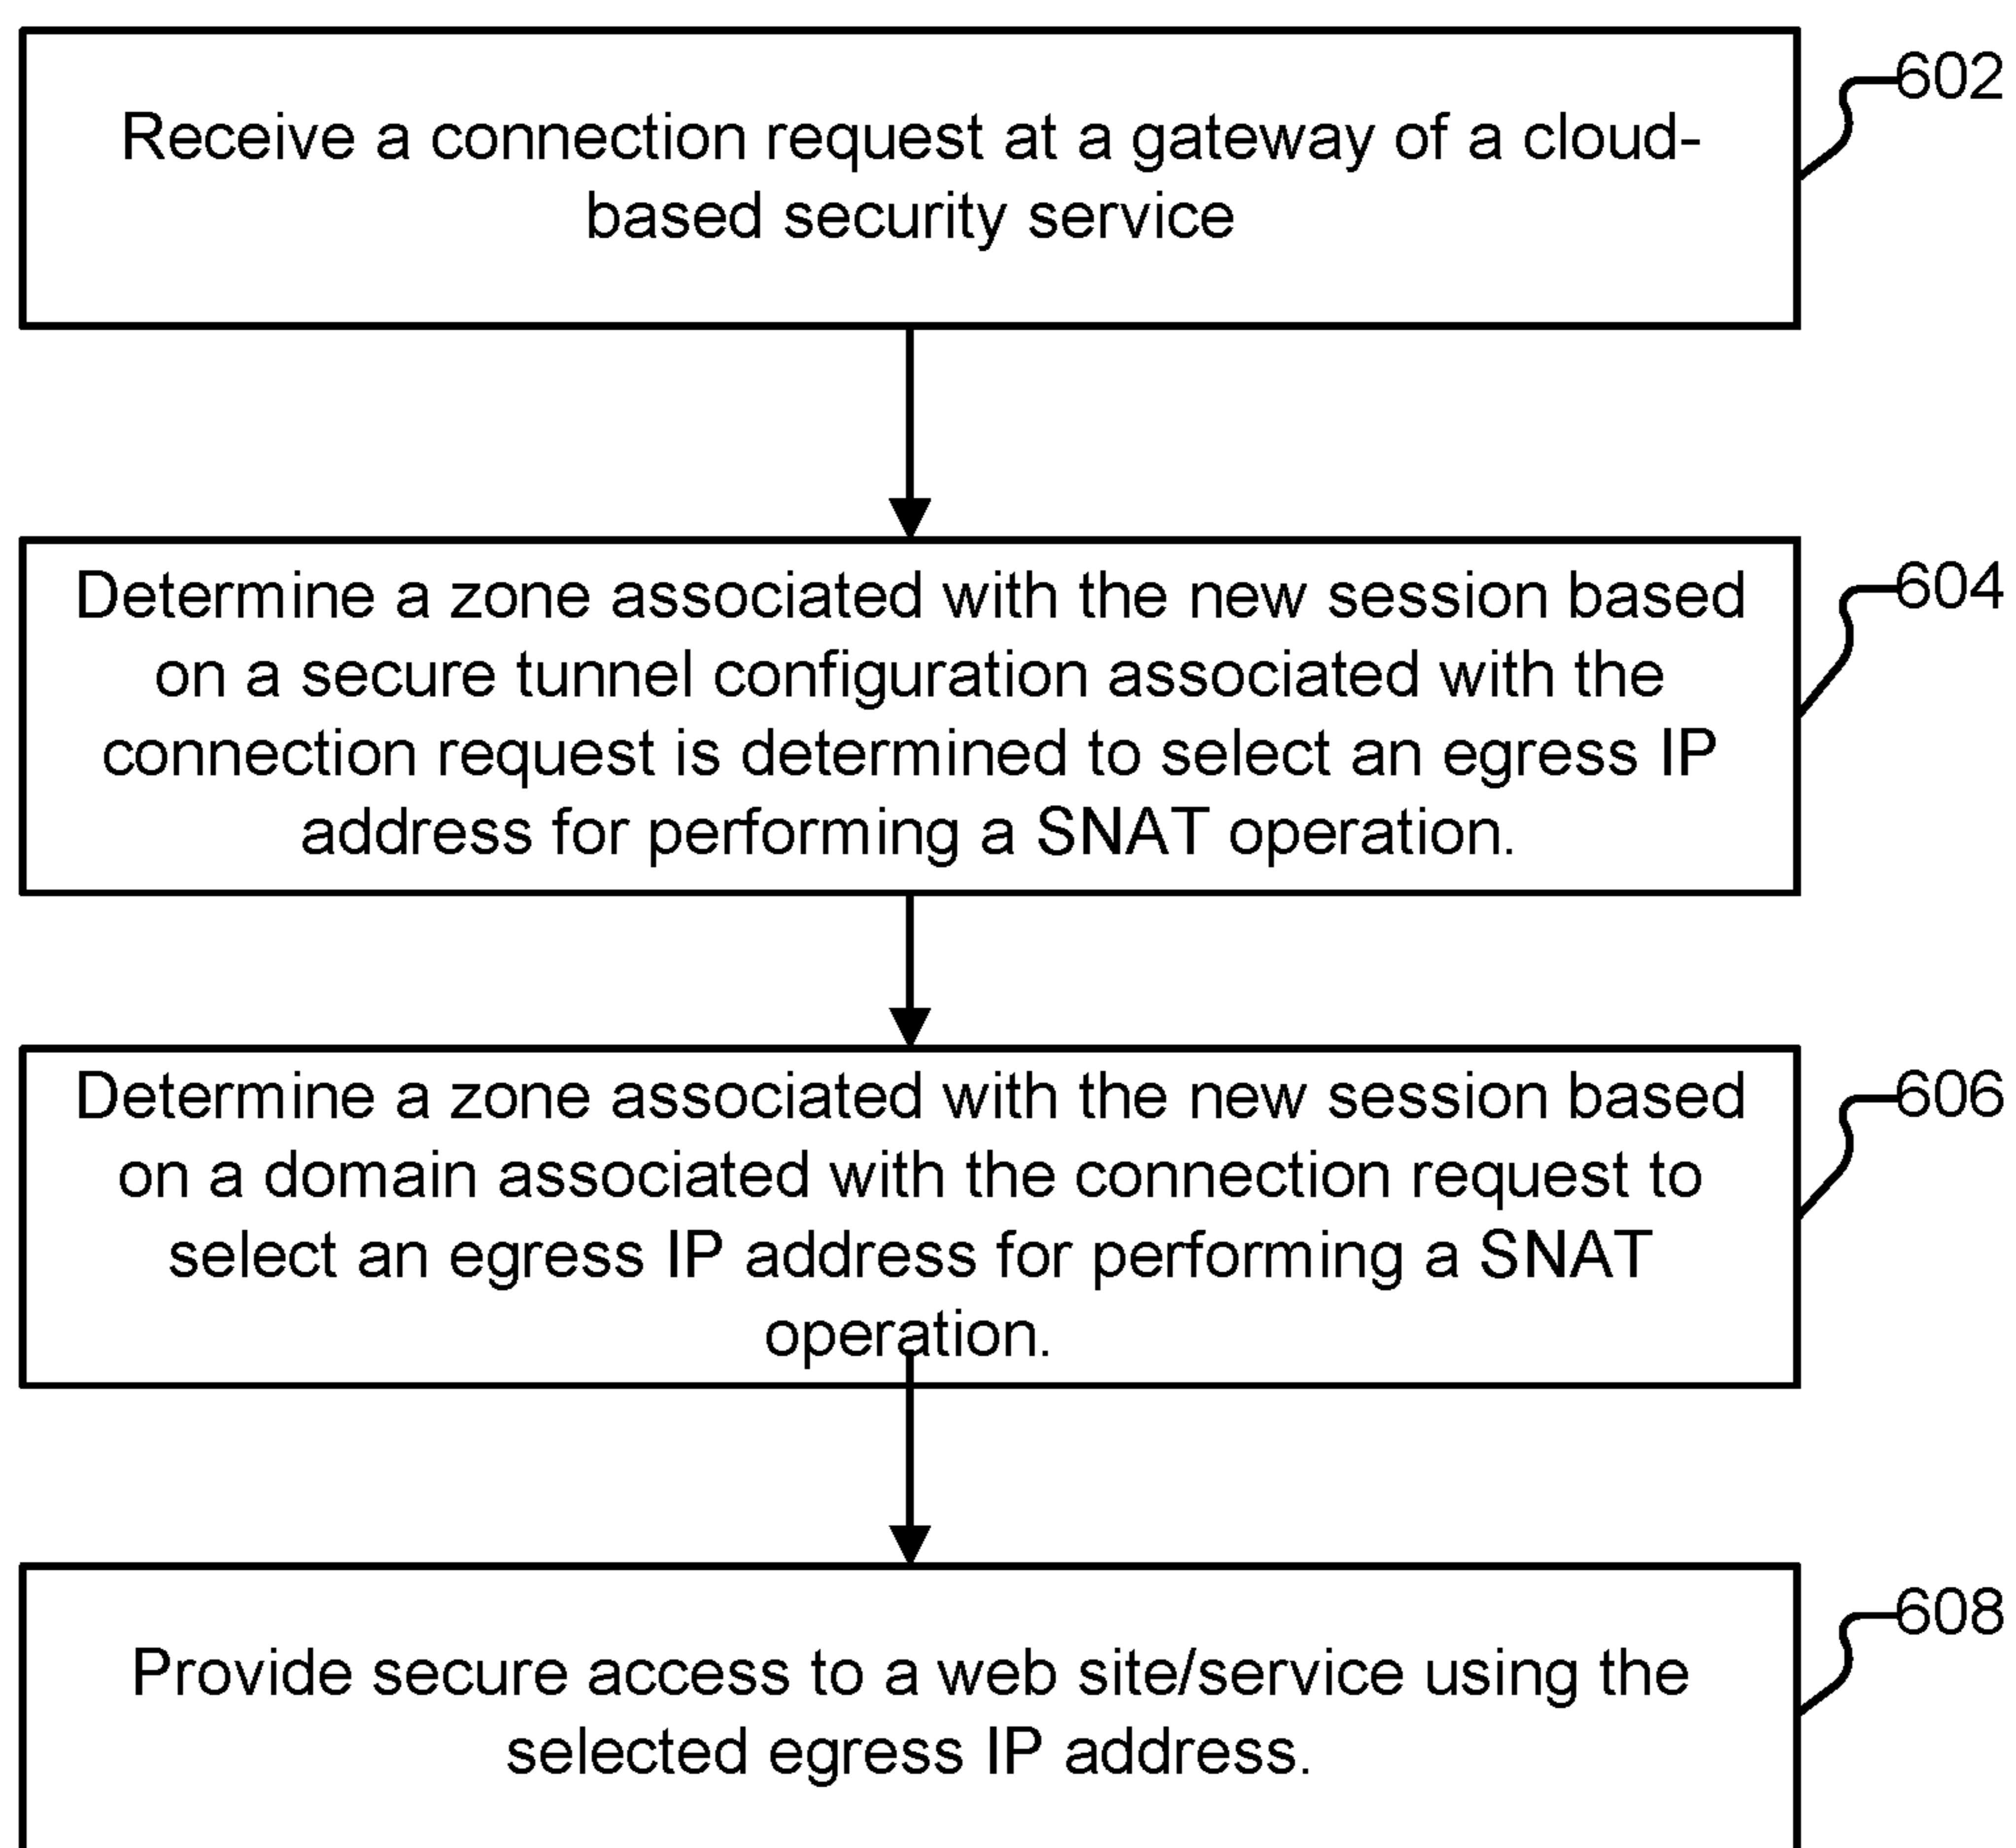 Receive a connection request at a gateway of a cloud-
based security service
602
Determine a zone associated with the new session based
on a secure tunnel configuration associated with the
connection request is determined to select an egress IP
address for performing a SNAT operation.
604
Determine a zone associated with the new session based
on a domain associated with the connection request to
select an egress IP address for performing a SNAT
operation.
606
Provide secure access to a web site/service using the
selected egress IP address.
608